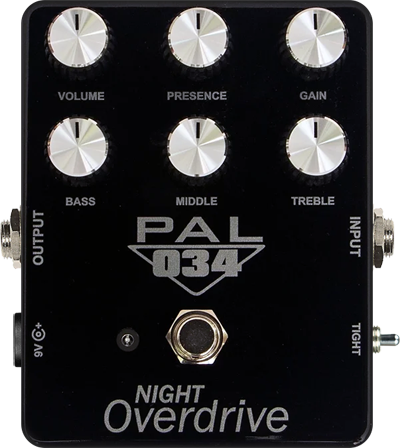 VOLUME PRESENCE GAIN
BASS MIDDLE TREBLE
OUTPUT
PAL
034
INPUT
9V
TIGHT
NIGHT
Overdrive